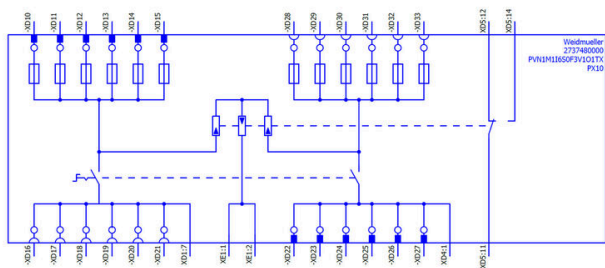 -XD10
-XD11
-XD12
-XD13
-XD14
-XD15
-XD28
-XD29
-XD30
-XD31
-XD32
-XD33
XD5:12
XD5:14
Weidmueller
2737480000
PVN1M1I6S0F3V1O1TX
PX10
-XD16
-XD17
-XD18
-XD19
-XD20
-XD21
XD1:7
XE1:1
XE1:2
-XD22
-XD23
-XD24
-XD25
-XD26
-XD27
XD4:1
XD5:11